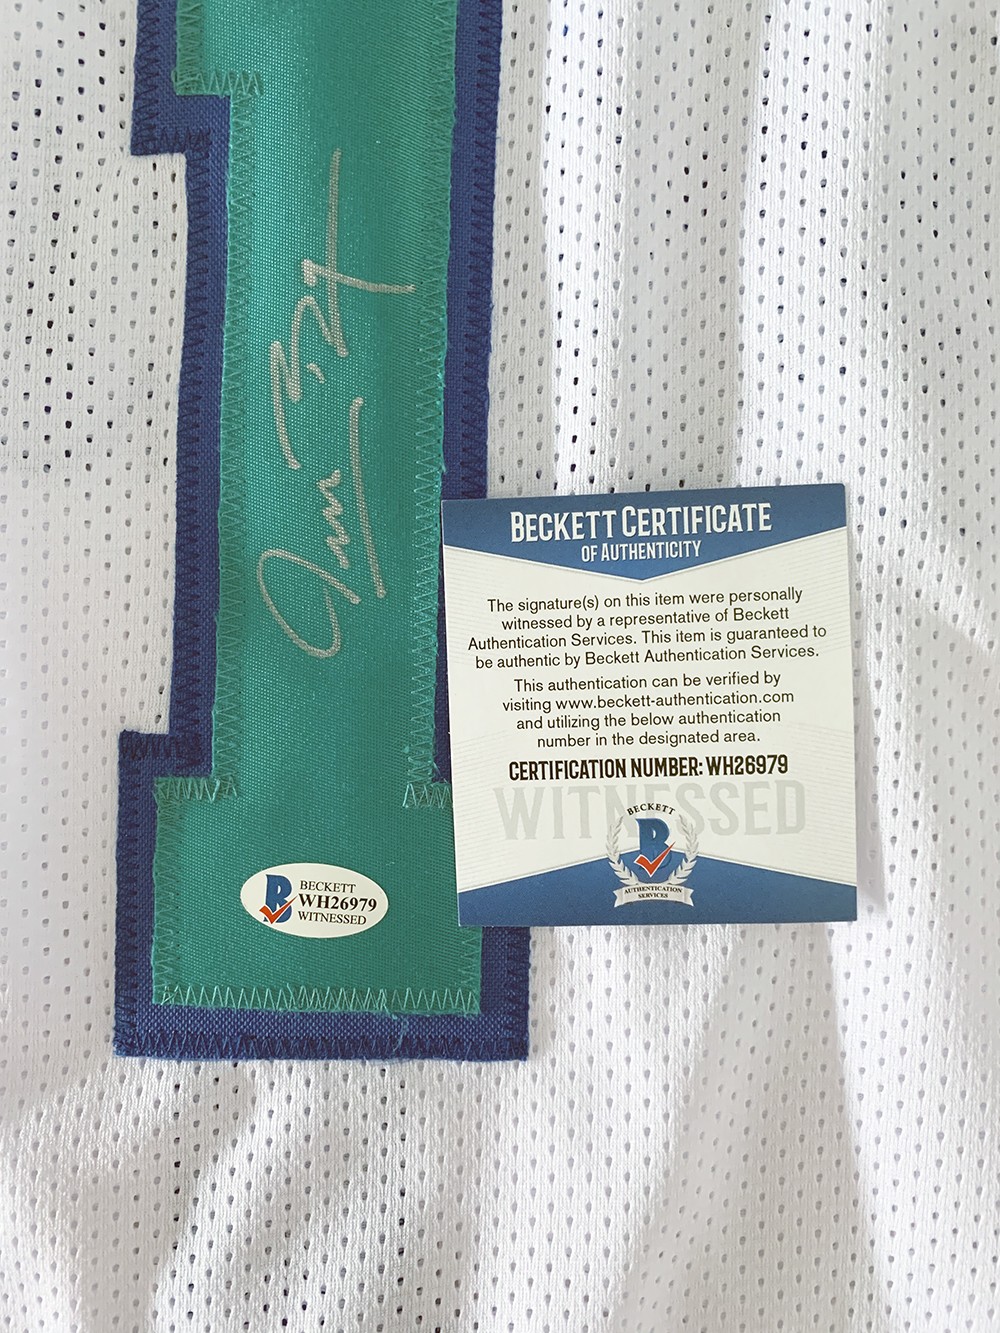 BECKETT CERTIFICATE
OF AUTHENTICITY
The signature(s) on this item were personally
witnessed by a representative of Beckett
Authentication Services. This item is guaranteed to
be authentic by Beckett Authentication Services.
This authentication can be verified by
visiting www.beckett-authentication.com
and utilizing the below authentication
number in the designated area.
CERTIFICATION NUMBER: WH26979
WITNESSED
BECKETT
B
AUTHENTICATION
SERVICES
B
BECKETT
WH26979
WITNESSED